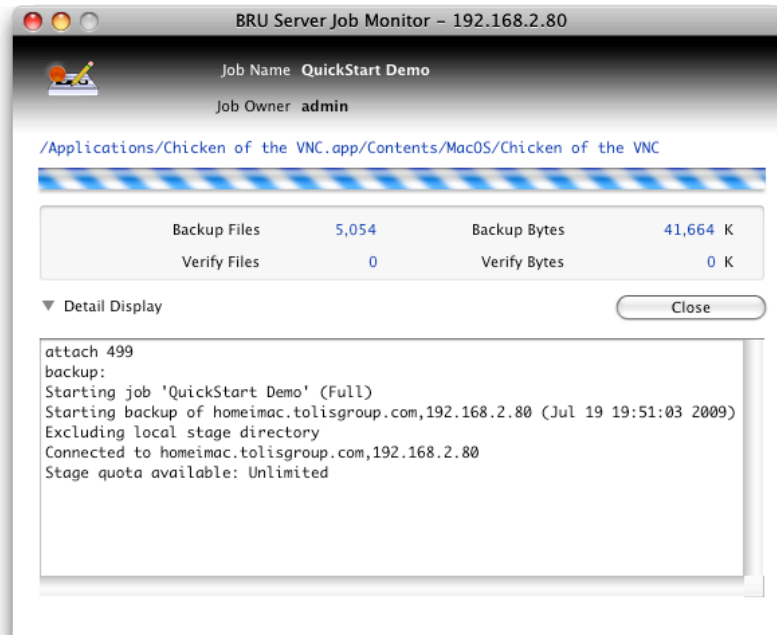 BRU Server Job Monitor – 192.168.2.80
Job Name QuickStart Demo
Job Owner admin
/Applications/Chicken of the VNC.app/Contents/MacOS/Chicken of the VNC
Backup Files 5,054 Backup Bytes 41,664 K
Verify Files 0 Verify Bytes 0 K
Detail Display Close
attach 499
backup:
Starting job 'QuickStart Demo' (Full)
Starting backup of homeimac.tolisgroup.com,192.168.2.80 (Jul 19 19:51:03 2009)
Excluding local stage directory
Connected to homeimac.tolisgroup.com,192.168.2.80
Stage quota available: Unlimited